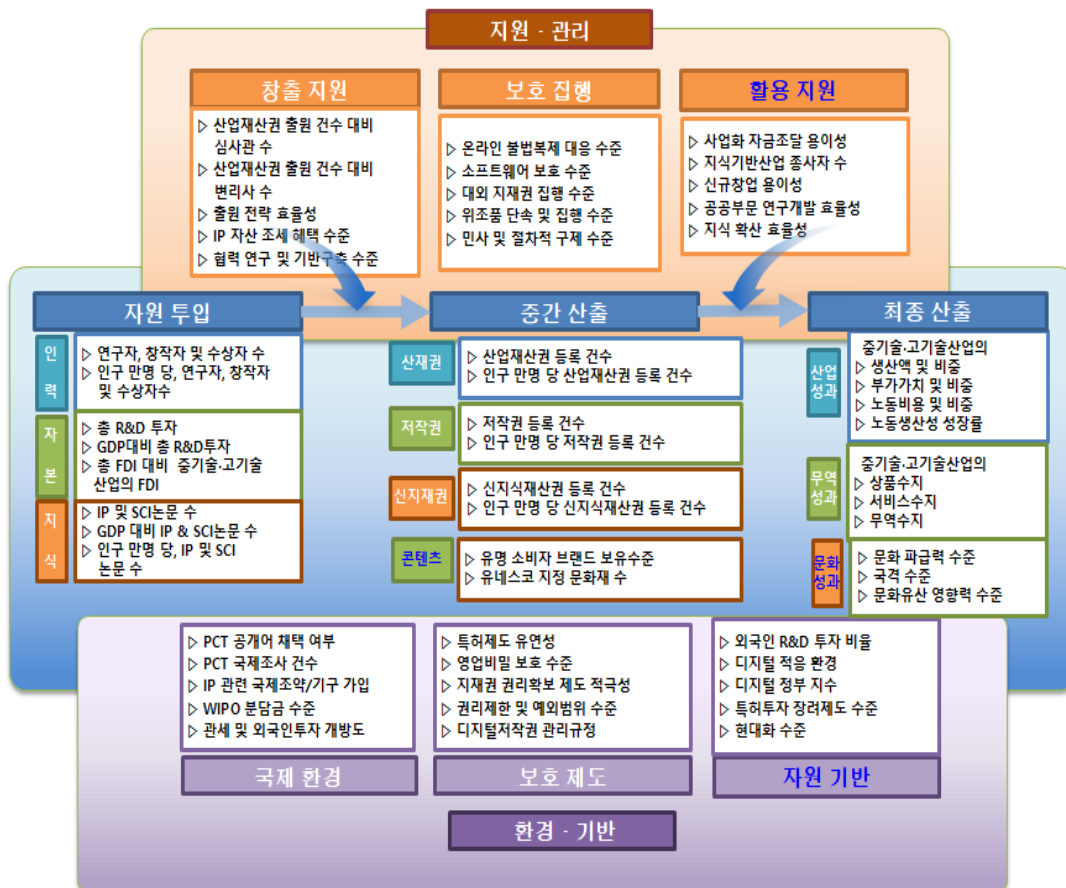 지원 - 관리
창출 지원
▷ 산업재산권 출원 건수 대비
심사관 수
▷ 산업재산권 출원 건수 대비
변리사 수
▷ 출원 전략 효율성
▷ IP 자산 조세 혜택 수준
▷ 협력 연구 및 기반구축 수준
보호 집행
▷ 온라인 불법복제 대응 수준
▷ 소프트웨어 보호 수준
▷ 대외 지재권 집행 수준
▷ 위조품 단속 및 집행 수준
▷ 민사 및 절차적 구제 수준
활용 지원
▷ 사업화 자금조달 용이성
▷ 지식기반산업 종사자 수
▷ 신규창업 용이성
▷ 공공부문 연구개발 효율성
▷ 지식 확산 효율성
자원 투입
인
력
▷ 연구자, 창작자 및 수상자 수
▷ 인구 만명 당, 연구자, 창작자
및 수상자수
자
본
▷ 총 R&D 투자
▷ GDP대비 총 R&D투자
▷ 총 FDI 대비 중기술·고기술
산업의 FDI
지
식
▷ IP 및 SCI논문 수
▷ GDP 대비 IP & SCI논문 수
▷ 인구 만명 당, IP 및 SCI
논문 수
중간 산출
산재권
▷ 산업재산권 등록 건수
▷ 인구 만명 당 산업재산권 등록 건수
저작권
▷ 저작권 등록 건수
▷ 인구 만명 당 저작권 등록 건수
신지재권
▷ 신지식재산권 등록 건수
▷ 인구 만명 당 신지식재산권 등록 건수
콘텐츠
▷ 유명 소비자 브랜드 보유수준
▷ 유네스코 지정 문화재 수
최종 산출
산업
성과
중기술·고기술산업의
▷ 생산액 및 비중
▷ 부가가치 및 비중
▷ 노동비용 및 비중
▷ 노동생산성 성장률
무역
성과
중기술·고기술산업의
▷ 상품수지
▷ 서비스수지
▷ 무역수지
문화
성과
▷ 문화 파급력 수준
▷ 국격 수준
▷ 문화유산 영향력 수준
▷ PCT 공개어 채택 여부
▷ PCT 국제조사 건수
▷ IP 관련 국제조약/기구 가입
▷ WIPO 분담금 수준
▷ 관세 및 외국인투자 개방도
국제 환경
▷ 특허제도 유연성
▷ 영업비밀 보호 수준
▷ 지재권 권리확보 제도 적극성
▷ 권리제한 및 예외범위 수준
▷ 디지털저작권 관리규정
보호 제도
▷ 외국인 R&D 투자 비율
▷ 디지털 적응 환경
▷ 디지털 정부 지수
▷ 특허투자 장려제도 수준
▷ 현대화 수준
자원 기반
환경 - 기반